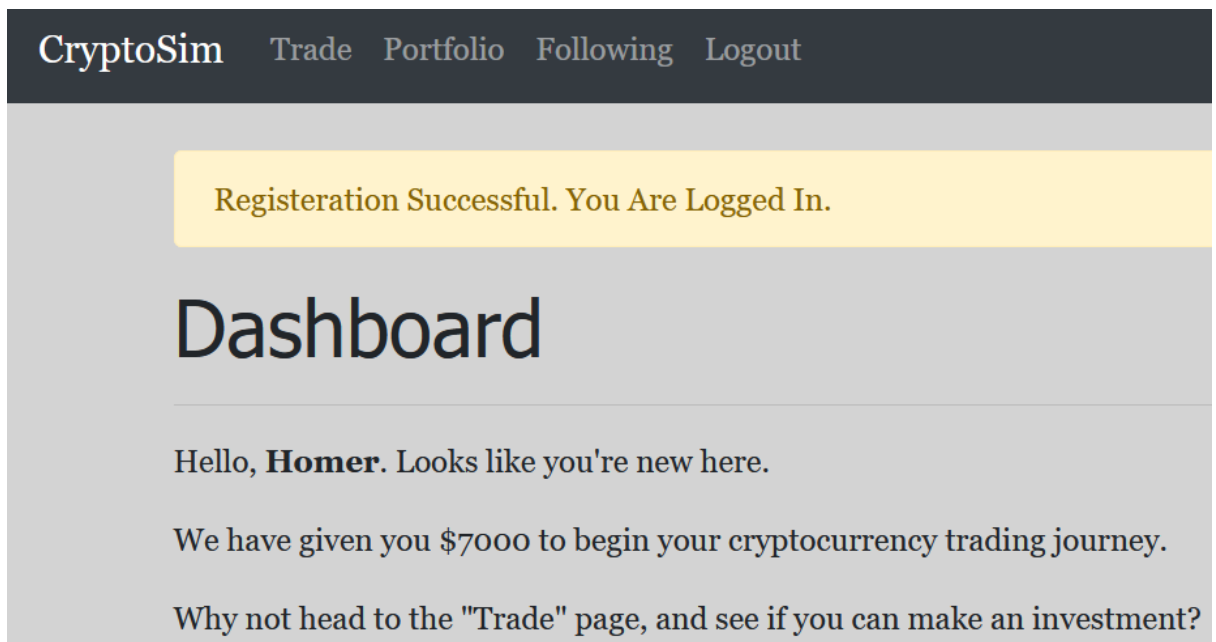 CryptoSim Trade Portfolio Following Logout
Registeration Successful. You Are Logged In.
Dashboard
Hello, Homer. Looks like you're new here.
We have given you $7000 to begin your cryptocurrency trading journey.
Why not head to the "Trade" page, and see if you can make an investment?